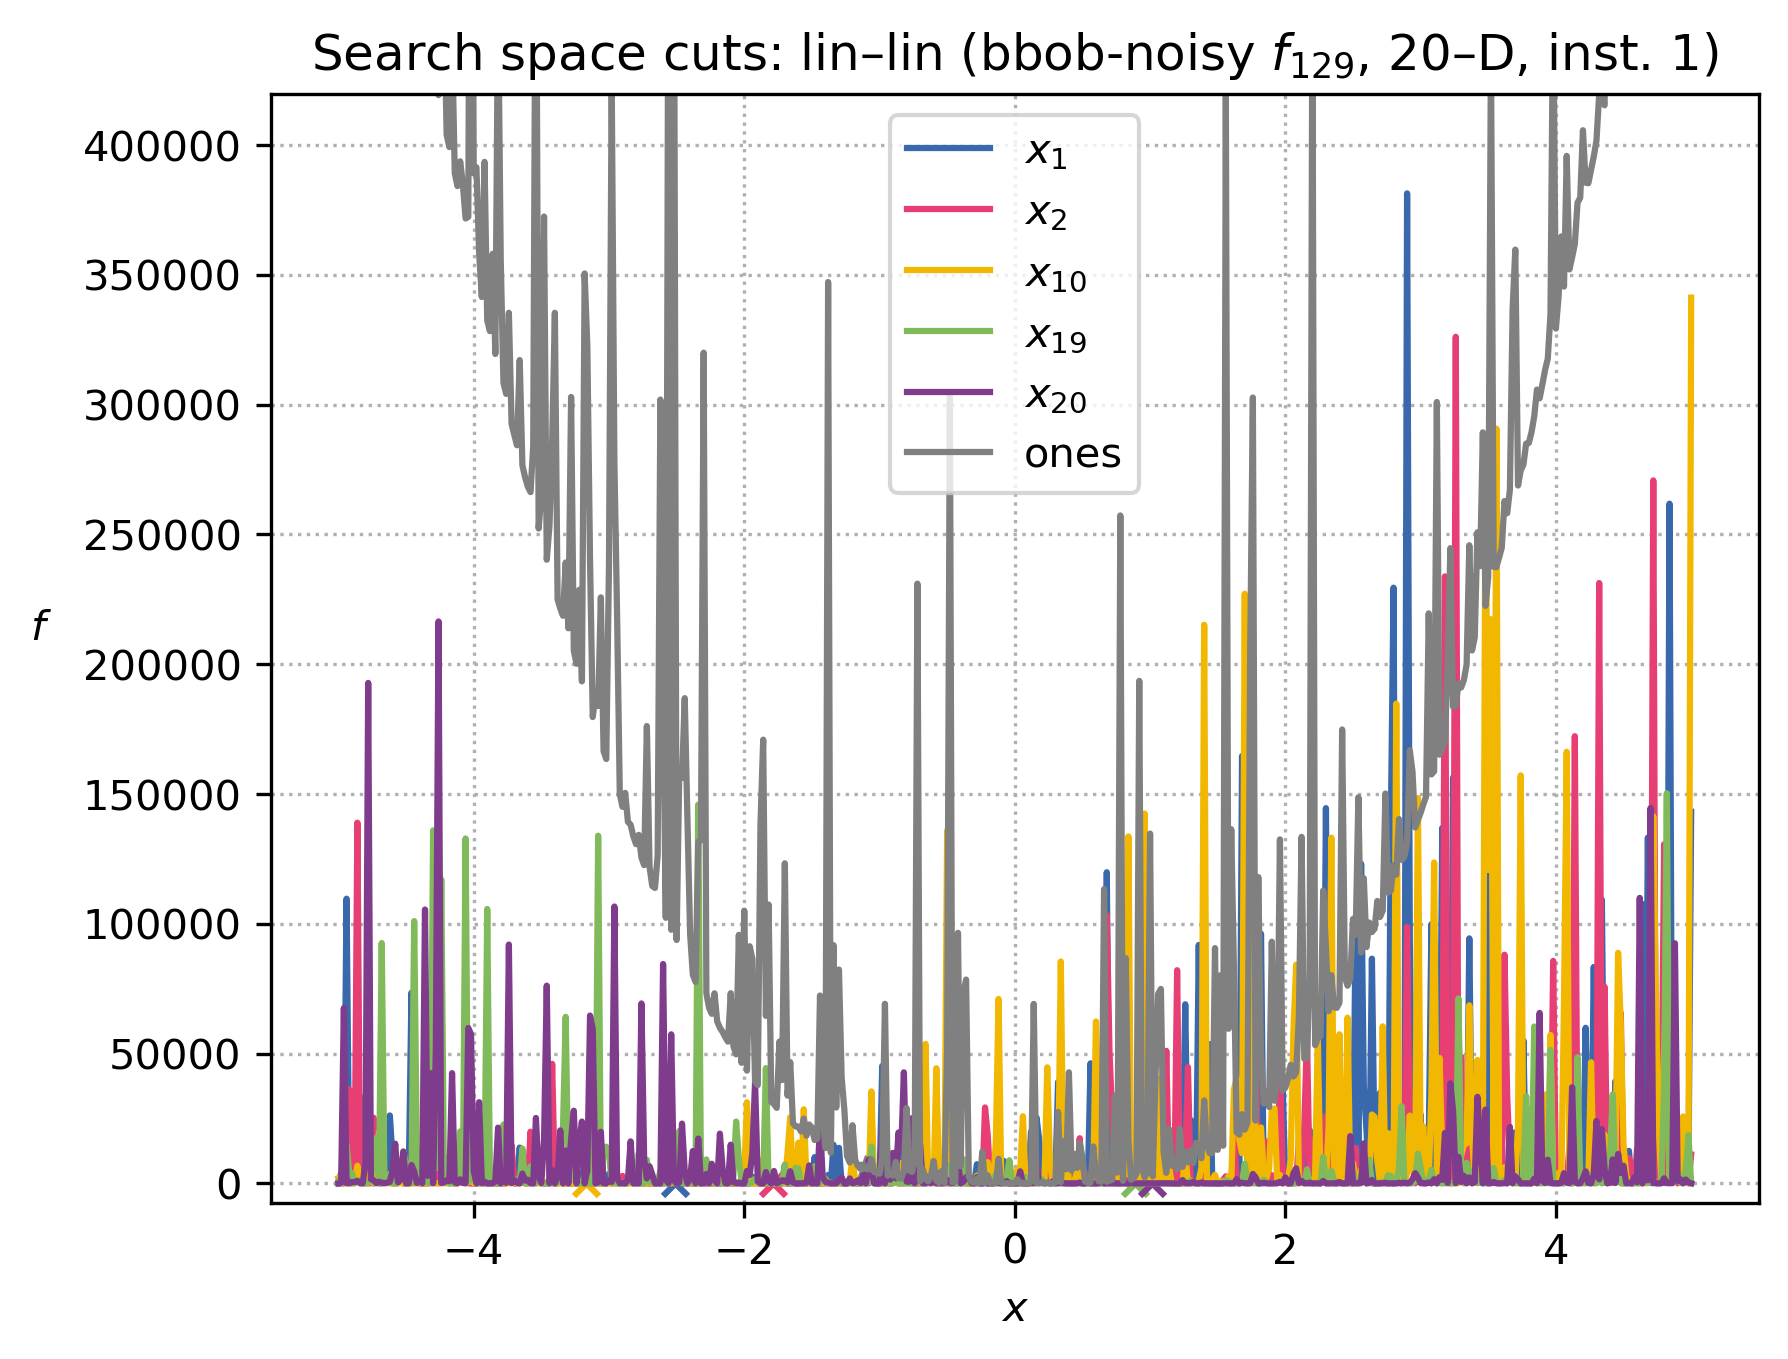 Search space cuts: lin–lin (bbob-noisy f129, 20–D, inst. 1)
400000
350000
300000
250000
200000
150000
100000
50000
0
f
x1
x2
x10
x19
x20
ones
−4
−2
0
2
4
x